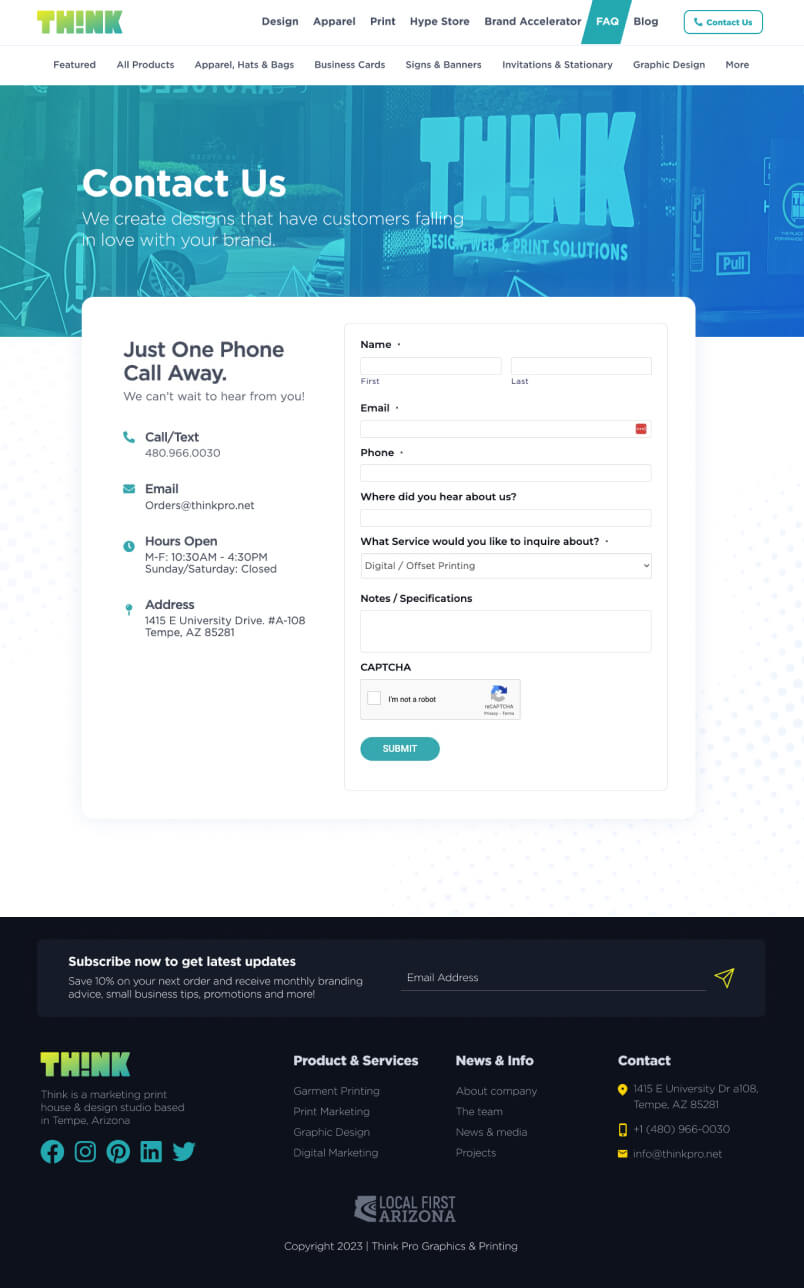 TH!NK
Design Apparel Print Hype Store Brand Accelerator FAQ Blog Contact Us
Featured All Products Apparel, Hats & Bags Business Cards Signs & Banners Invitations & Stationary Graphic Design More
TH!NK
DESIGN, WEB, & PRINT SOLUTIONS
PULL
Pull
Contact Us
We create designs that have customers falling
in love with your brand.
Just One Phone
Call Away.
We can't wait to hear from you!
Call/Text
480.966.0030
Email
Orders@thinkpro.net
Hours Open
M-F: 10:30AM - 4:30PM
Sunday/Saturday: Closed
Address
1415 E University Drive. #A-108
Tempe, AZ 85281
Name *
First Last
Email *
Phone *
Where did you hear about us?
What Service would you like to inquire about? *
Digital / Offset Printing
Notes / Specifications
CAPTCHA
I'm not a robot
reCAPTCHA
Privacy - Terms
SUBMIT
Subscribe now to get latest updates
Save 10% on your next order and receive monthly branding
advice, small business tips, promotions and more!
Email Address
TH!NK
Think is a marketing print
house & design studio based
in Tempe, Arizona
Product & Services
Garment Printing
Print Marketing
Graphic Design
Digital Marketing
News & Info
About company
The team
News & media
Projects
Contact
1415 E University Dr a108,
Tempe, AZ 85281
+1 (480) 966-0030
info@thinkpro.net
LOCAL FIRST
ARIZONA
Copyright 2023 | Think Pro Graphics & Printing